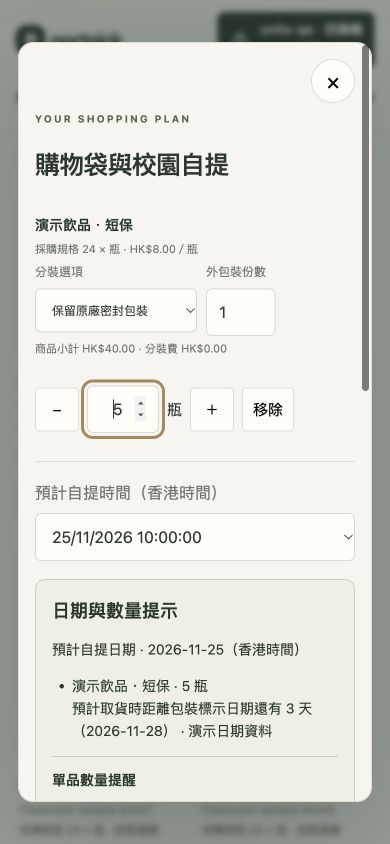 ×
YOUR SHOPPING PLAN
購物袋與校園自提
演示飲品 · 短保
採購規格 24 × 瓶 · HK$8.00 / 瓶
分裝選項 外包裝份數
保留原廠密封包裝 1
商品小計 HK$40.00 · 分裝費 HK$0.00
− 5 瓶 + 移除
預計自提時間（香港時間）
25/11/2026 10:00:00
日期與數量提示
預計自提日期 · 2026-11-25（香港時間）
• 演示飲品 · 短保 · 5 瓶
預計取貨時距離包裝標示日期還有 3 天
（2026-11-28） · 演示日期資料
單品數量提醒